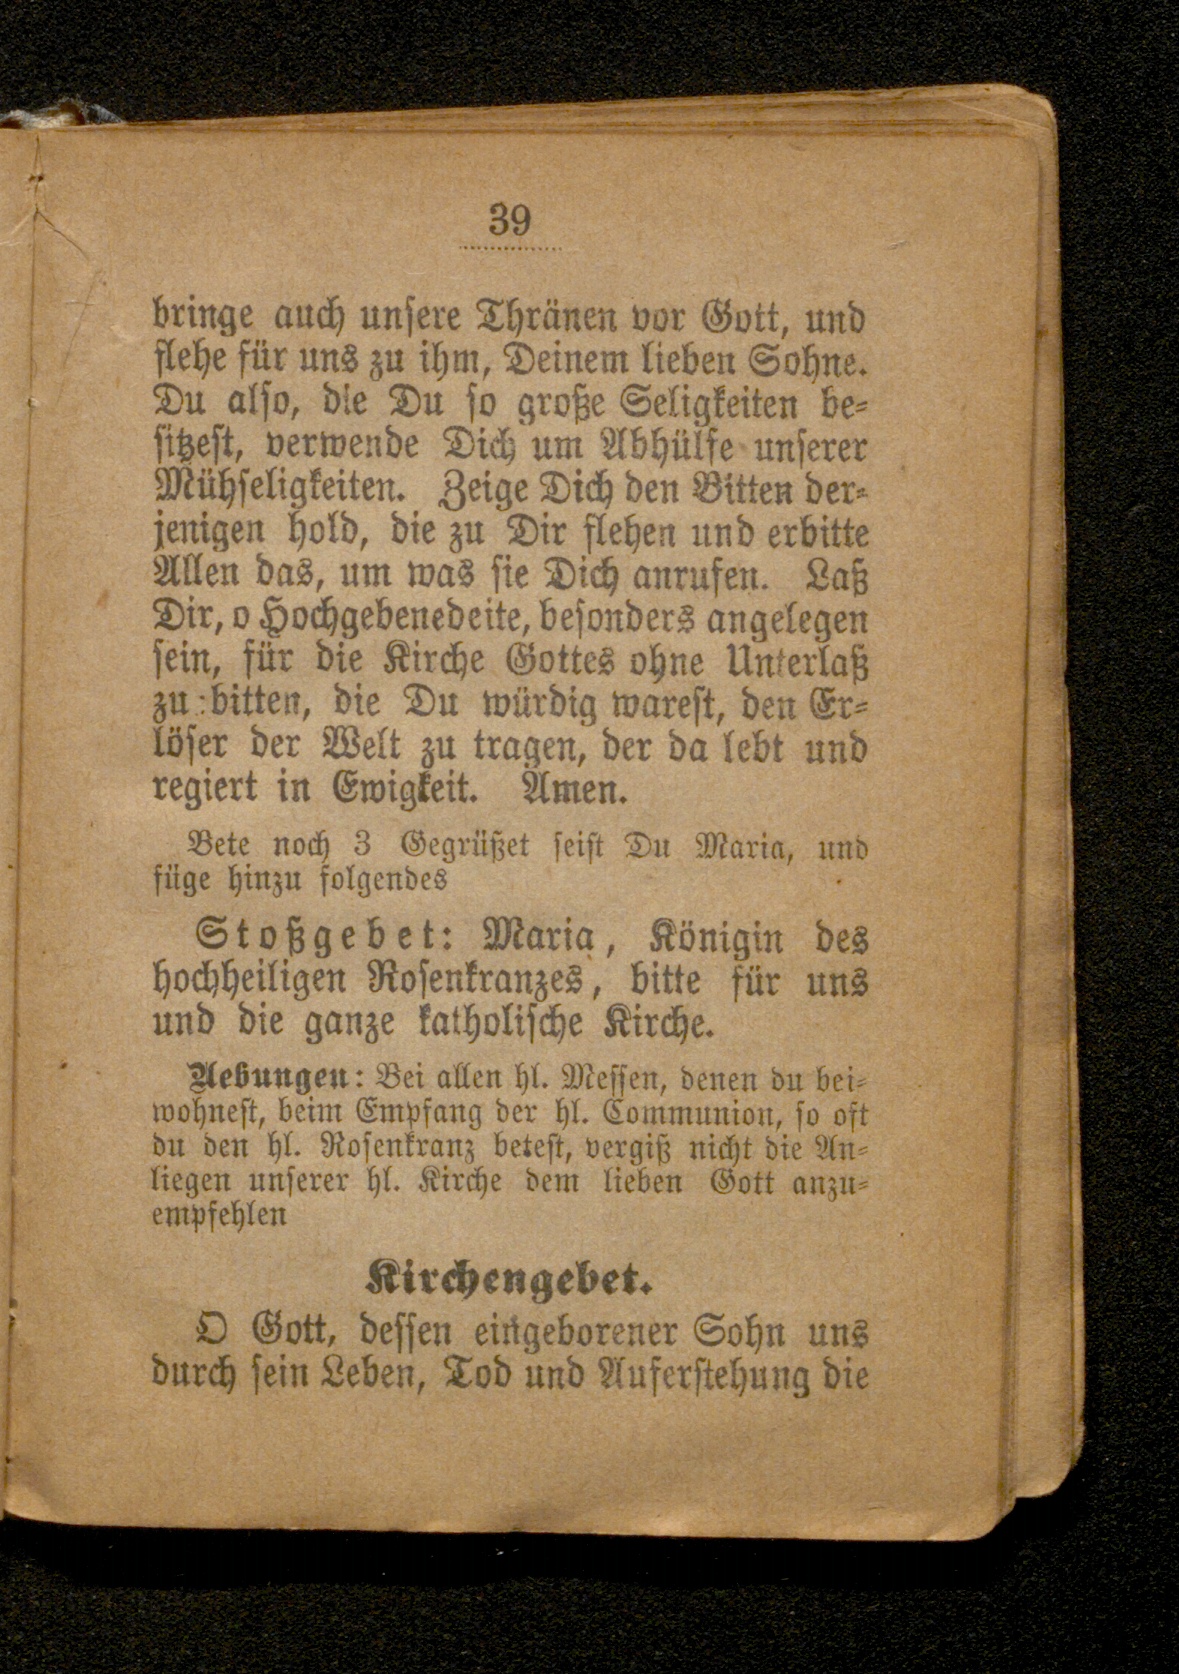 39
bringe auch unsere Thränen vor Gott, und
flehe für uns zu ihm, Deinem lieben Sohne.
Du also, die Du so große Seligkeiten be-
sitzest, verwende Dich um Abhülfe unserer
Mühseligkeiten. Zeige Dich den Bitten der-
jenigen hold, die zu Dir flehen und erbitte
Allen das, um was sie Dich anrufen. Laß
Dir, o Hochgebenedeite, besonders angelegen
sein, für die Kirche Gottes ohne Unterlaß
zu bitten, die Du würdig warest, den Er-
löser der Welt zu tragen, der da lebt und
regiert in Ewigkeit. Amen.
Bete noch 3 Gegrüßet seist Du Maria, und
füge hinzu folgendes
Stoßgebet: Maria, Königin des
hochheiligen Rosenkranzes, bitte für uns
und die ganze katholische Kirche.
Uebungen: Bei allen hl. Messen, denen du bei-
wohnest, beim Empfang der hl. Communion, so oft
du den hl. Rosenkranz betest, vergiß nicht die An-
liegen unserer hl. Kirche dem lieben Gott anzu-
empfehlen
Kirchengebet.
O Gott, dessen eingeborener Sohn uns
durch sein Leben, Tod und Auferstehung die